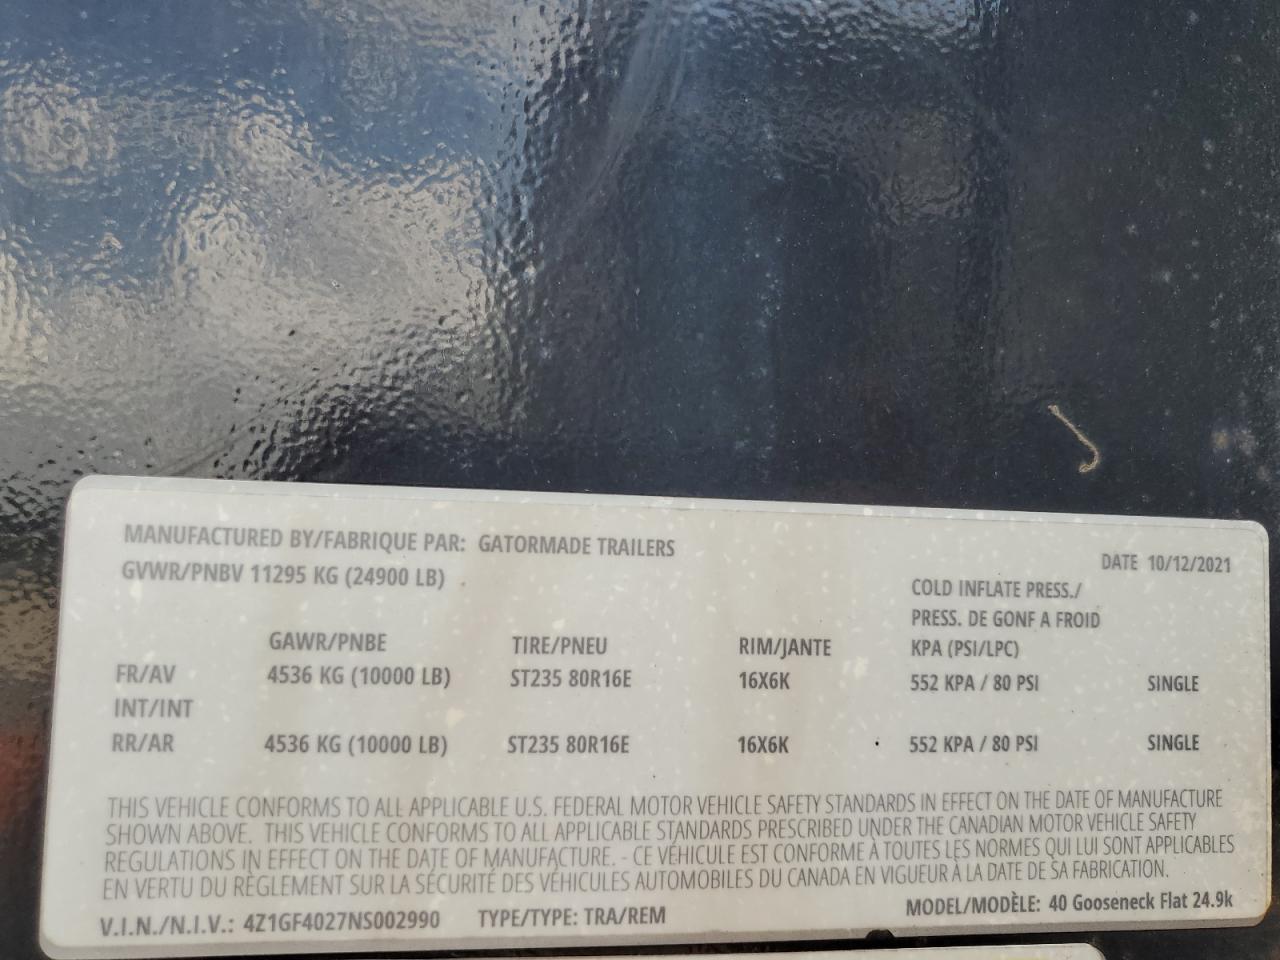 MANUFACTURED BY/FABRIQUE PAR: GATORMADE TRAILERS
DATE 10/12/2021
GVWR/PNBV 11295 KG (24900 LB)
COLD INFLATE PRESS./
PRESS. DE GONF A FROID
GAWR/PNBE TIRE/PNEU RIM/JANTE KPA (PSI/LPC)
FR/AV 4536 KG (10000 LB) ST235 80R16E 16X6K 552 KPA / 80 PSI SINGLE
INT/INT
RR/AR 4536 KG (10000 LB) ST235 80R16E 16X6K 552 KPA / 80 PSI SINGLE
THIS VEHICLE CONFORMS TO ALL APPLICABLE U.S. FEDERAL MOTOR VEHICLE SAFETY STANDARDS IN EFFECT ON THE DATE OF MANUFACTURE
SHOWN ABOVE. THIS VEHICLE CONFORMS TO ALL APPLICABLE STANDARDS PRESCRIBED UNDER THE CANADIAN MOTOR VEHICLE SAFETY
REGULATIONS IN EFFECT ON THE DATE OF MANUFACTURE. - CE VÉHICULE EST CONFORME À TOUTES LES NORMES QUI LUI SONT APPLICABLES
EN VERTU DU RÈGLEMENT SUR LA SÉCURITÉ DES VÉHICULES AUTOMOBILES DU CANADA EN VIGUEUR À LA DATE DE SA FABRICATION.
V.I.N./N.I.V.: 4Z1GF4027NS002990 TYPE/TYPE: TRA/REM MODEL/MODÈLE: 40 Gooseneck Flat 24.9k